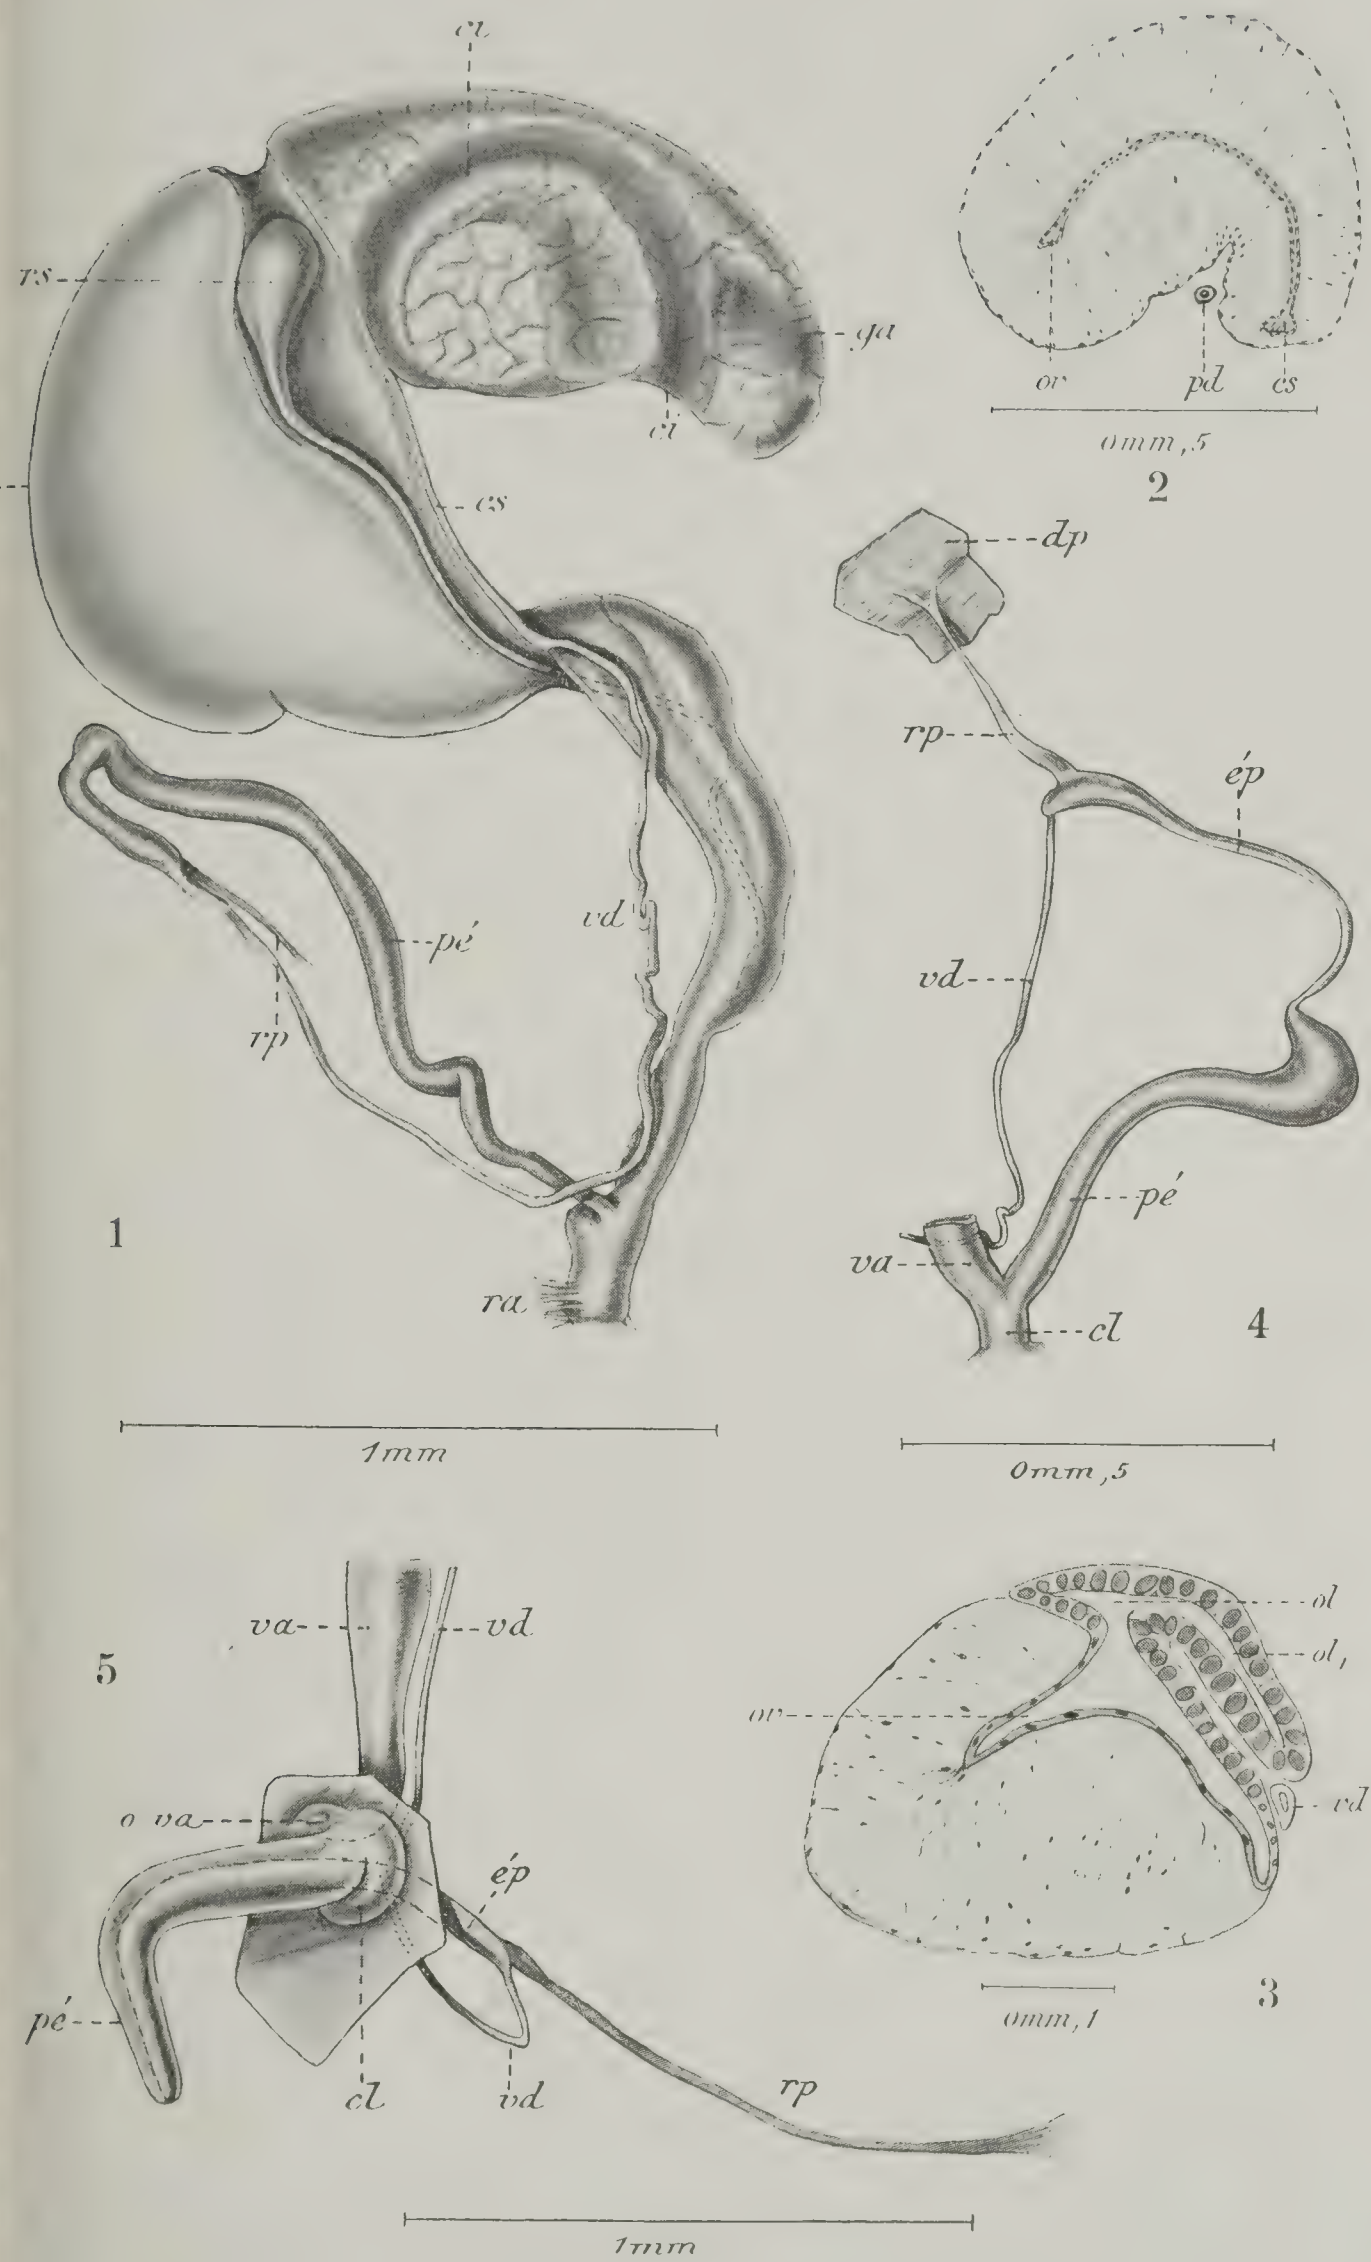 rs
ga
cs
pé
vd
rp
ra
1
1mm
or
pd
cs
0mm,5
2
dp
rp
ép
vd
pé
va
cl
4
0mm,5
va
vd
5
o va
ép
pé
cl
vd
rp
1mm
ol
ol,
ov
vd
0mm,1
3